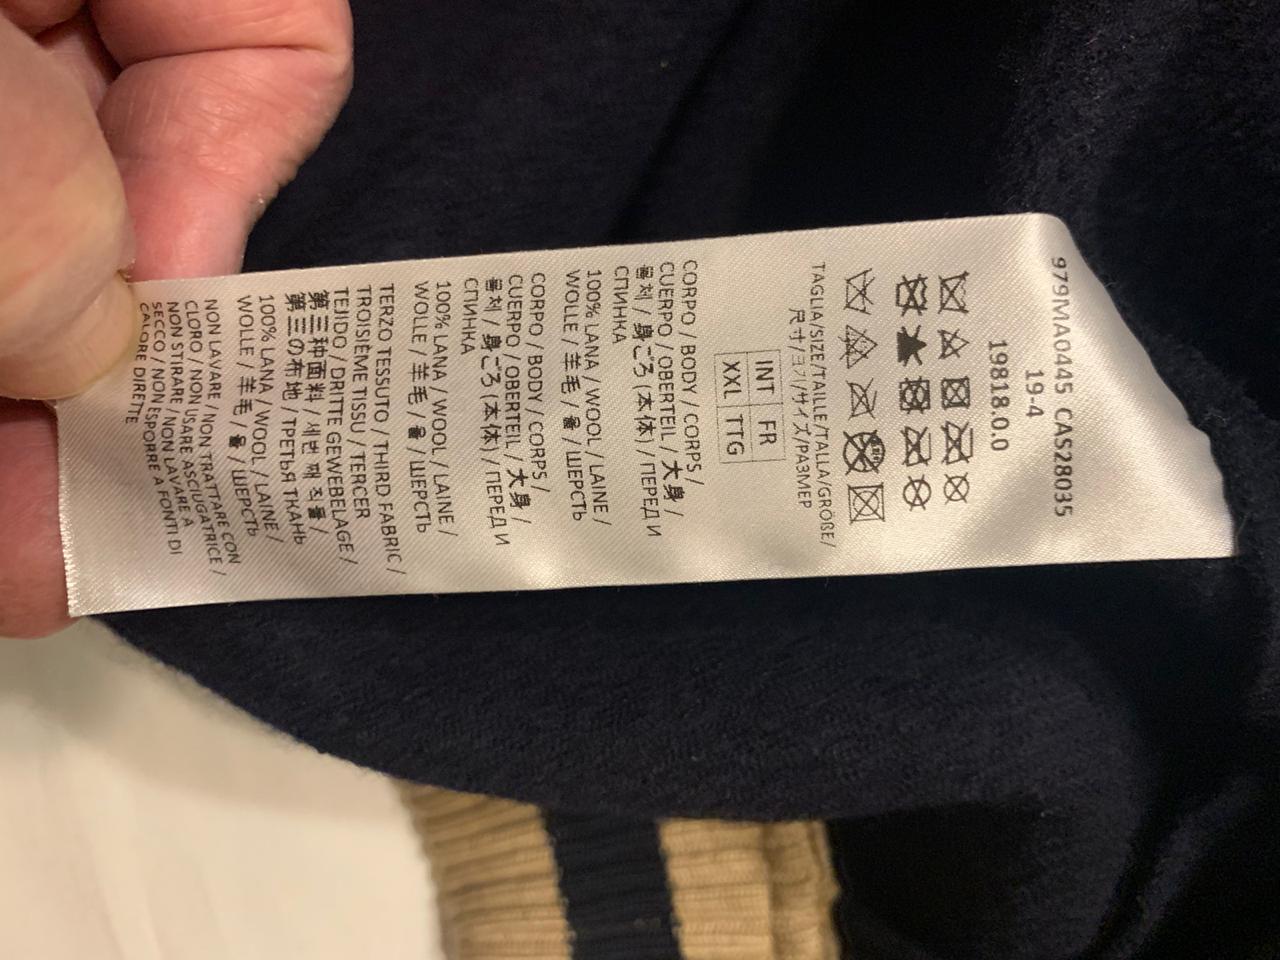 979MA0445 CAS28035
19-4
19818.0.0
TAGLIA/SIZE/TAILLE/TALLA/GRÖßE/
尺寸/크기/サイズ/РАЗМЕР
INT FR
XXL TTG
CORPO / BODY / CORPS /
CUERPO / OBERTEIL / 大身 /
몸체 / 身ごろ (本体) / ПЕРЕД И
СПИНКА
100% LANA / WOOL / LAINE /
WOLLE / 羊毛 / 울 / ШЕРСТЬ
CORPO / BODY / CORPS /
CUERPO / OBERTEIL / 大身 /
몸체 / 身ごろ (本体) / ПЕРЕД И
СПИНКА
100% LANA / WOOL / LAINE /
WOLLE / 羊毛 / 울 / ШЕРСТЬ
TERZO TESSUTO / THIRD FABRIC /
TROISIÈME TISSU / TERCER
TEJIDO / DRITTE GEWEBELAGE /
第三种面料 / 세번 째 직물 /
第三の布地 / ТРЕТЬЯ ТКАНЬ
100% LANA / WOOL / LAINE /
WOLLE / 羊毛 / 울 / ШЕРСТЬ
NON LAVARE / NON TRATTARE CON
CLORO / NON USARE ASCIUGATRICE /
NON STIRARE / NON LAVARE A
SECCO / NON ESPORRE A FONTI DI
CALORE DIRETTE